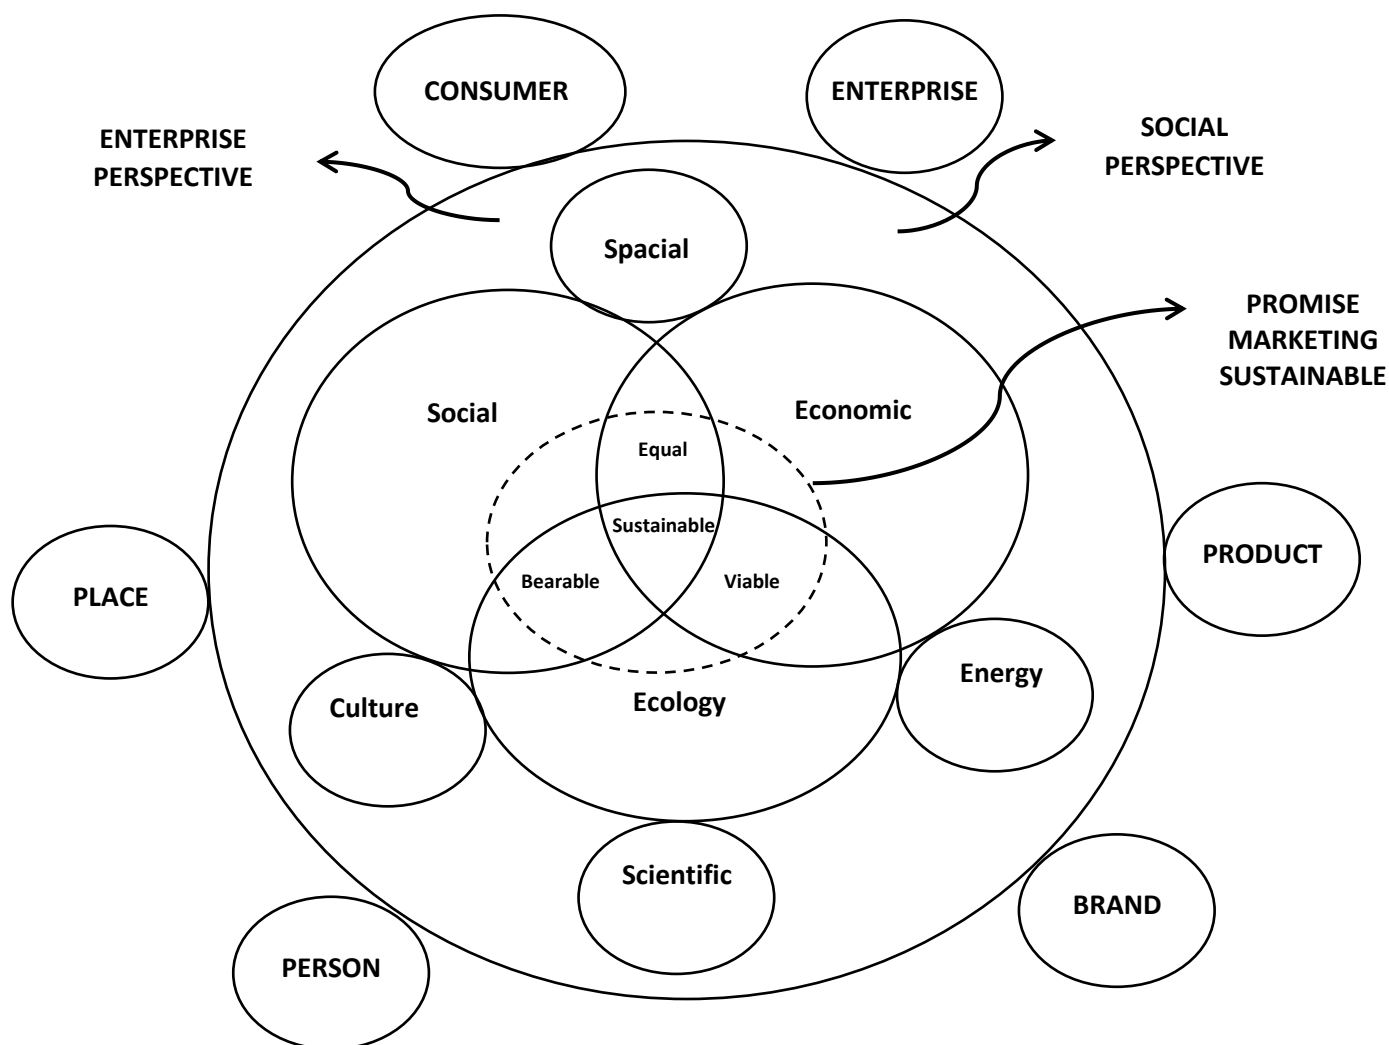 CONSUMER
ENTERPRISE
ENTERPRISE
PERSPECTIVE
SOCIAL
PERSPECTIVE
Spacial
PROMISE
MARKETING
SUSTAINABLE
Social
Economic
Equal
Sustainable
Bearable
Viable
PLACE
PRODUCT
Culture
Ecology
Energy
Scientific
BRAND
PERSON